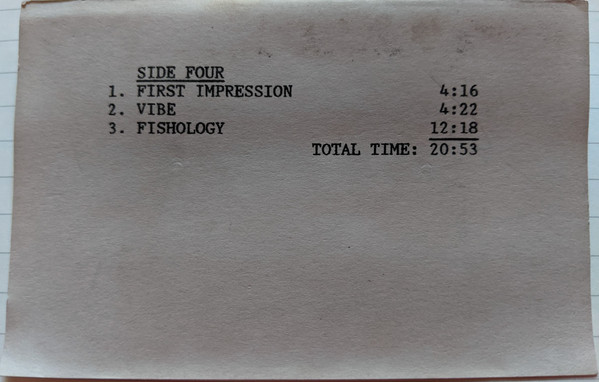 SIDE FOUR
1. FIRST IMPRESSION 4:16
2. VIBE 4:22
3. FISHOLOGY 12:18
TOTAL TIME: 20:53